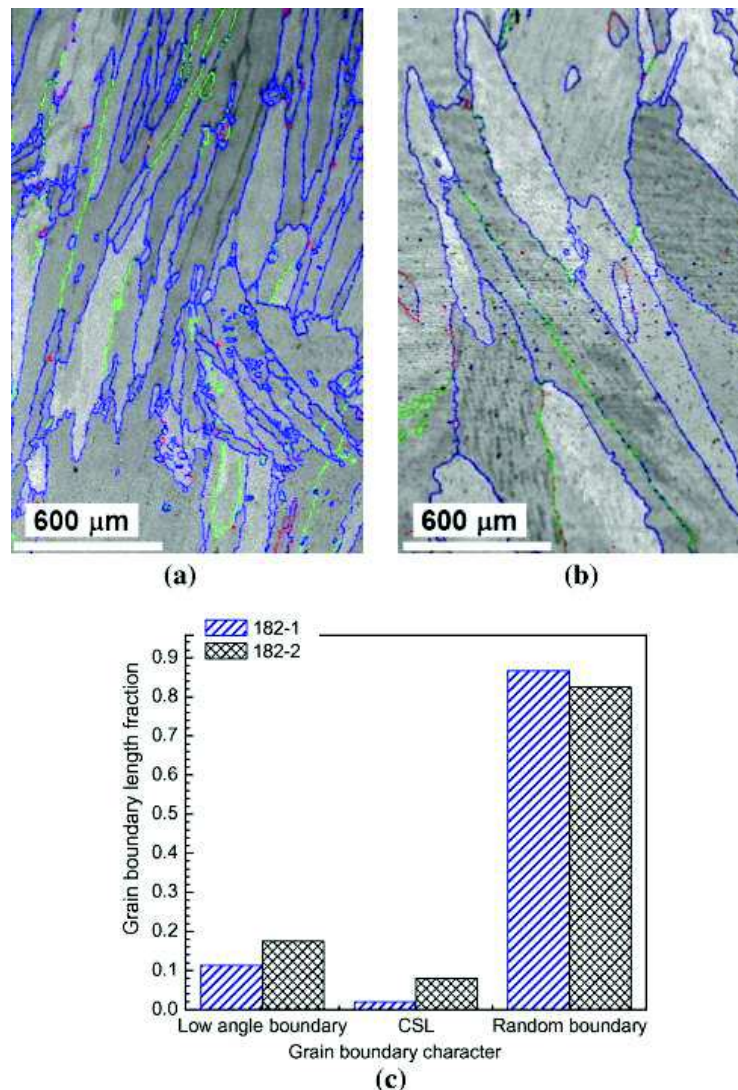 600 μm
600 μm
(a)
(b)
182-1
182-2
0.9
0.8
0.7
0.6
0.5
0.4
0.3
0.2
0.1
0.0
Grain boundary length fraction
Low angle boundary
CSL
Random boundary
Grain boundary character
(c)